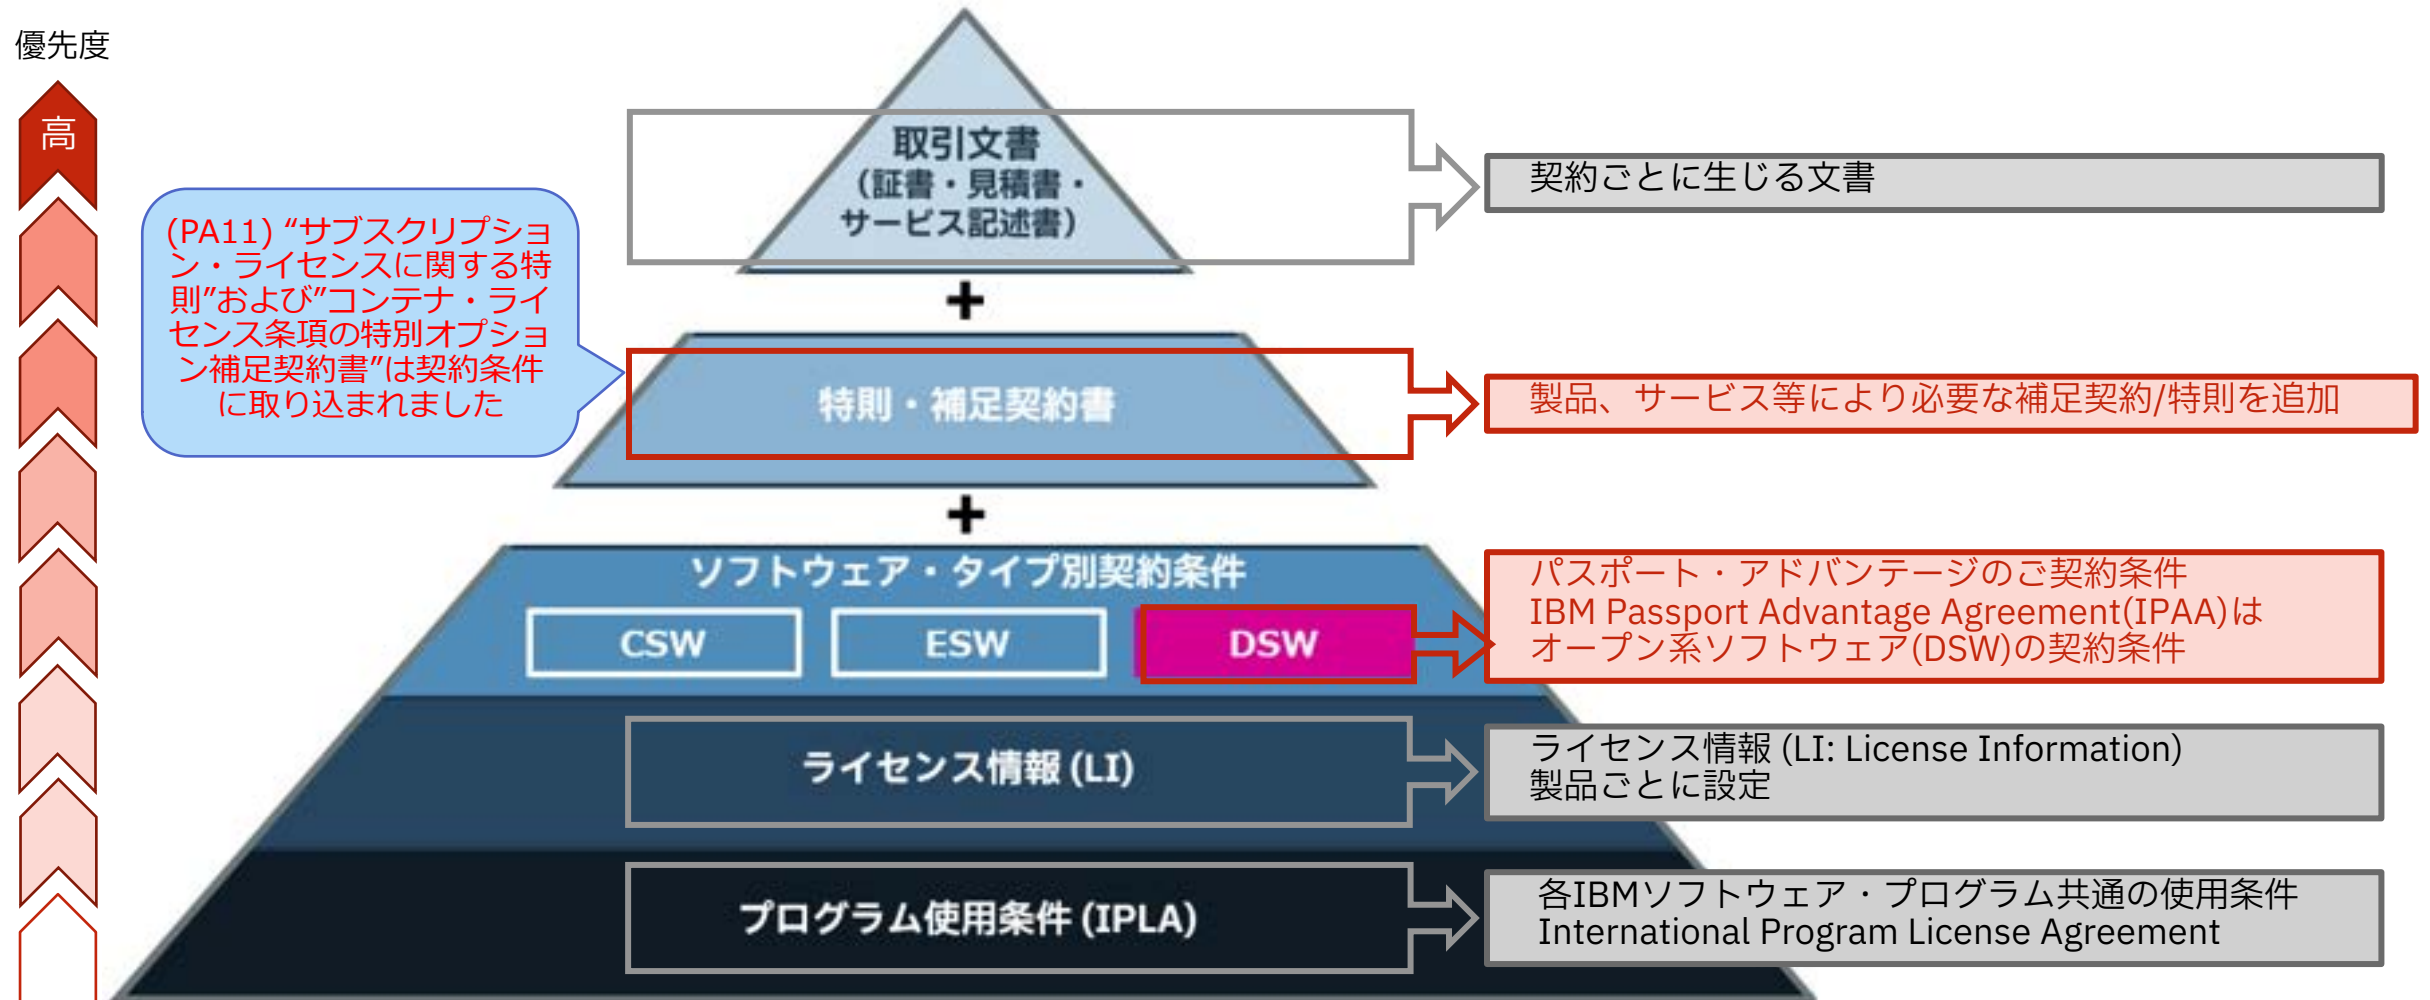 優先度
高
取引文書
（証書・見積書・
サービス記述書）
契約ごとに生じる文書
(PA11) “サブスクリプショ
ン・ライセンスに関する特
則”および”コンテナ・ライ
センス条項の特別オプショ
ン補足契約書”は契約条件
に取り込まれました
+
特則・補足契約書
製品、サービス等により必要な補足契約/特則を追加
+
ソフトウェア・タイプ別契約条件
CSW
ESW
DSW
パスポート・アドバンテージのご契約条件
IBM Passport Advantage Agreement(IPAA)は
オープン系ソフトウェア(DSW)の契約条件
ライセンス情報 (LI)
ライセンス情報 (LI: License Information)
製品ごとに設定
プログラム使用条件 (IPLA)
各IBMソフトウェア・プログラム共通の使用条件
International Program License Agreement